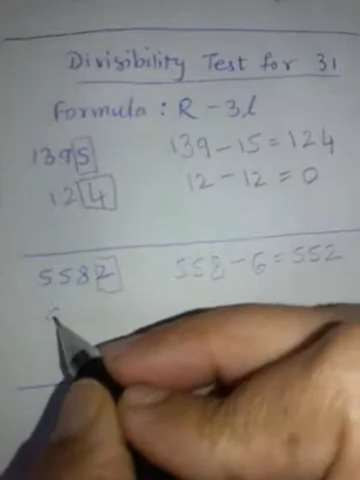 Divisibility Test for 31
Formula : R - 3l
1395 139 - 15 = 124
124 12 - 12 = 0
5582 558 - 6 = 552